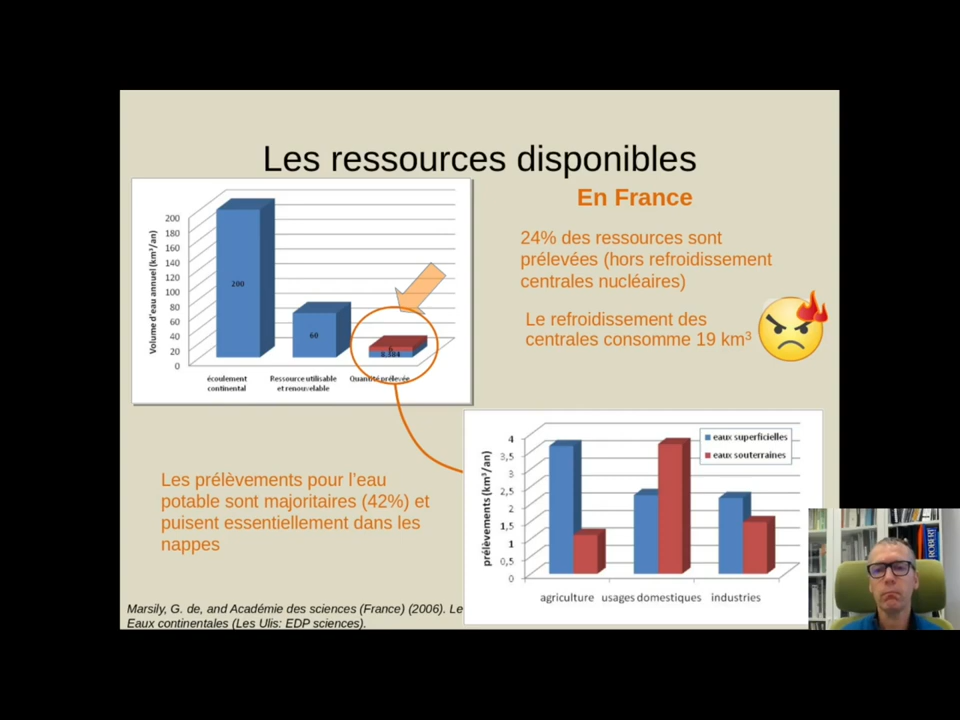 Les ressources disponibles
En France
24% des ressources sont
prélevées (hors refroidissement
centrales nucléaires)
Le refroidissement des
centrales consomme 19 km³
Volume d'eau annuel (km³/an)
200
180
160
140
120
100
80
60
40
20
0
200
60
écoulement
continental
Ressource utilisable
et renouvelable
Quantité prélevée
Les prélèvements pour l'eau
potable sont majoritaires (42%) et
puisent essentiellement dans les
nappes
prélèvements (km³/an)
4
3,5
3
2,5
2
1,5
1
0,5
0
eaux superficielles
eaux souterraines
agriculture usages domestiques industries
Marsily, G. de, and Académie des sciences (France) (2006). Le
Eaux continentales (Les Ulis: EDP sciences).
ROBERT